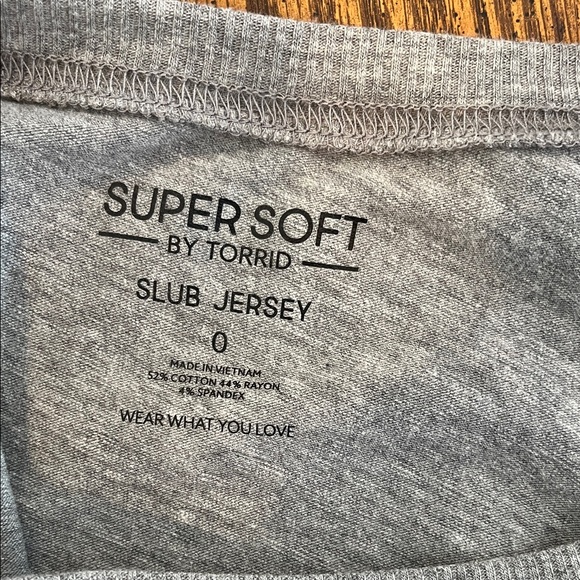 SUPER SOFT
BY TORRID
SLUB JERSEY
0
MADE IN VIETNAM
52% COTTON 44% RAYON
4% SPANDEX
WEAR WHAT YOU LOVE